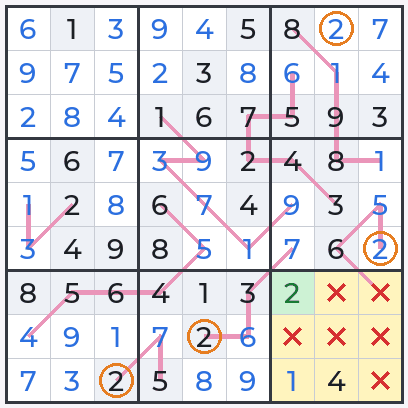 6 1 3 9 4 5 8 2 7
9 7 5 2 3 8 6 1 4
2 8 4 1 6 7 5 9 3
5 6 7 3 9 2 4 8 1
1 2 8 6 7 4 9 3 5
3 4 9 8 5 1 7 6 2
8 5 6 4 1 3 2 × ×
4 9 1 7 2 6 × × ×
7 3 2 5 8 9 1 4 ×